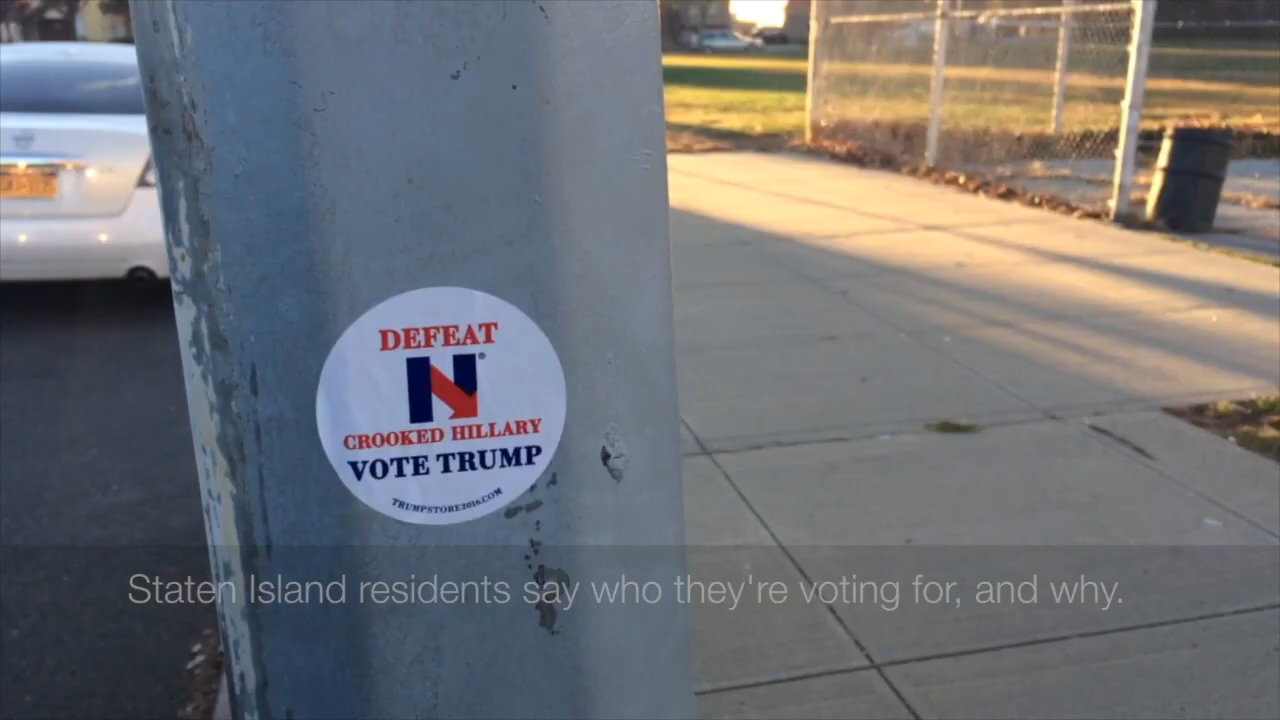 DEFEAT
H®
CROOKED HILLARY
VOTE TRUMP
TRUMPSTORE2016.COM
Staten Island residents say who they're voting for, and why.